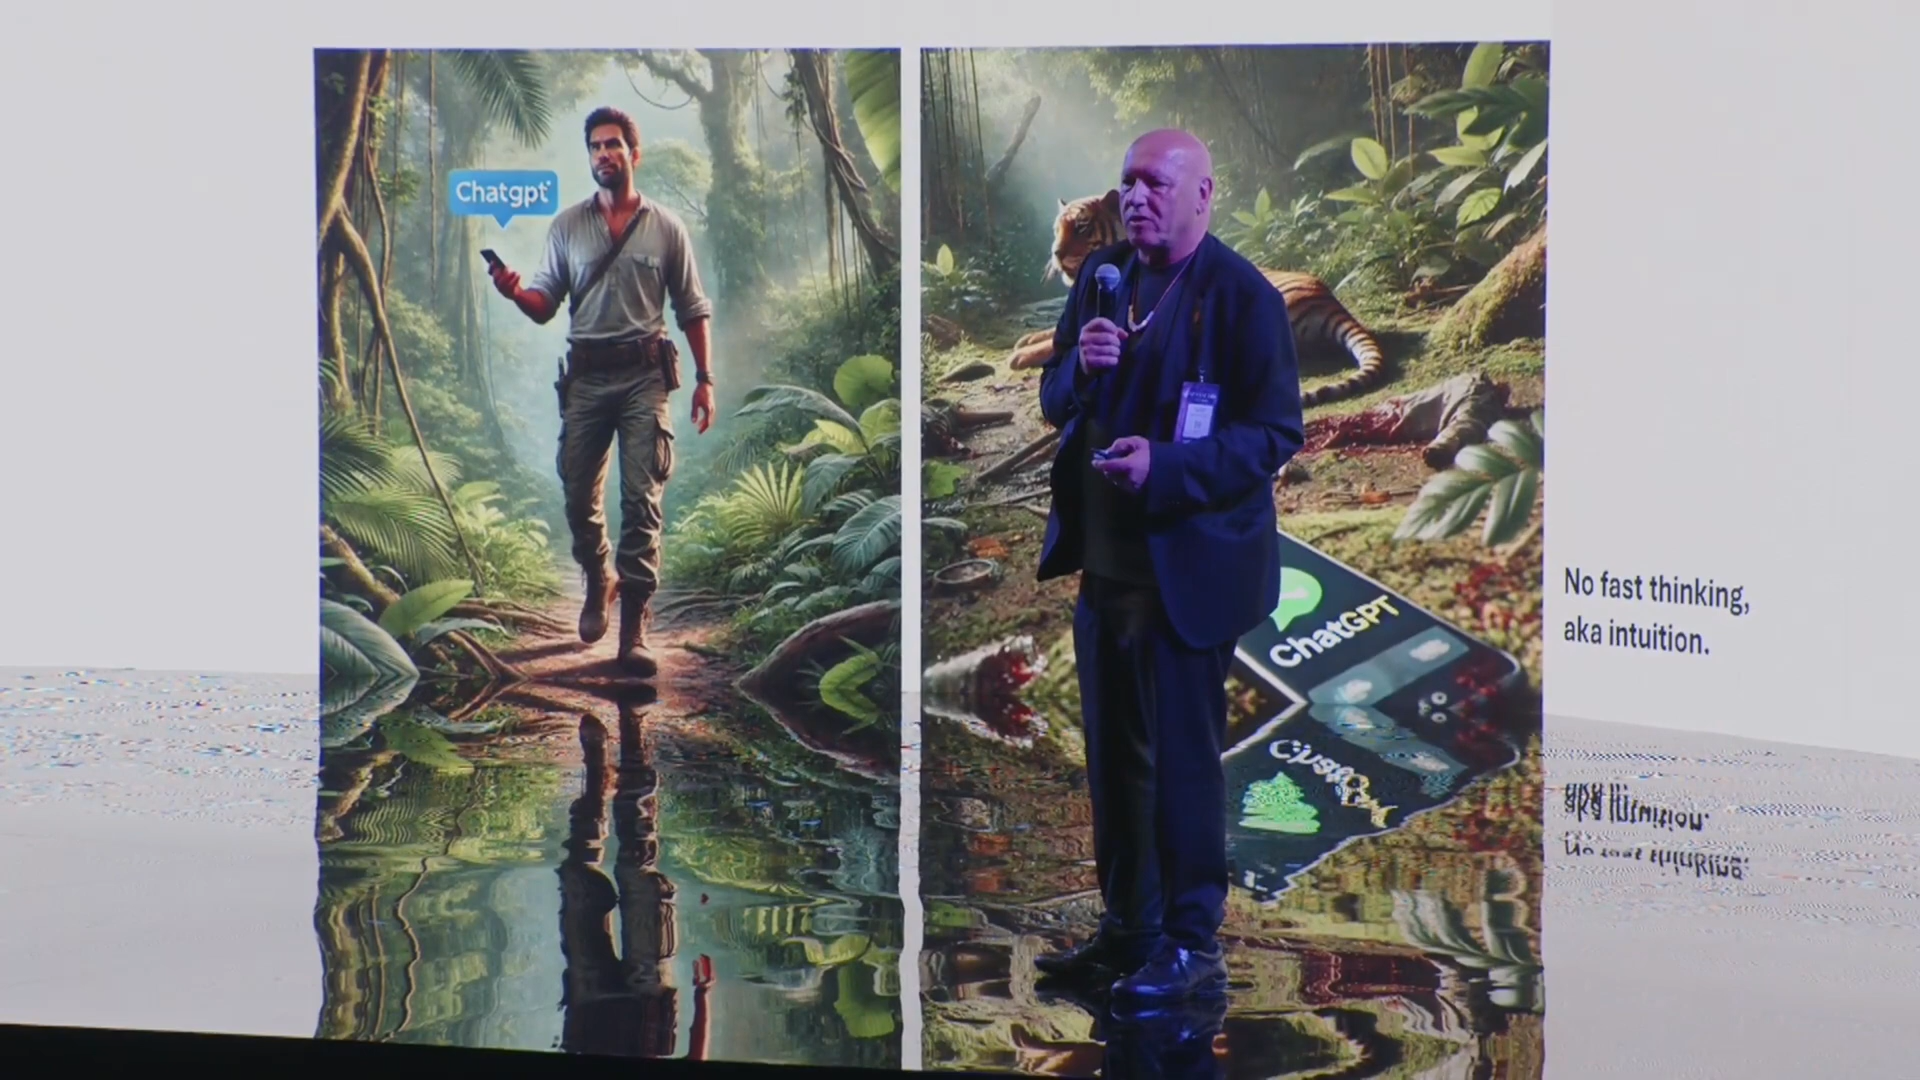 Chatgpt
ChatGPT
No fast thinking,
aka intuition.